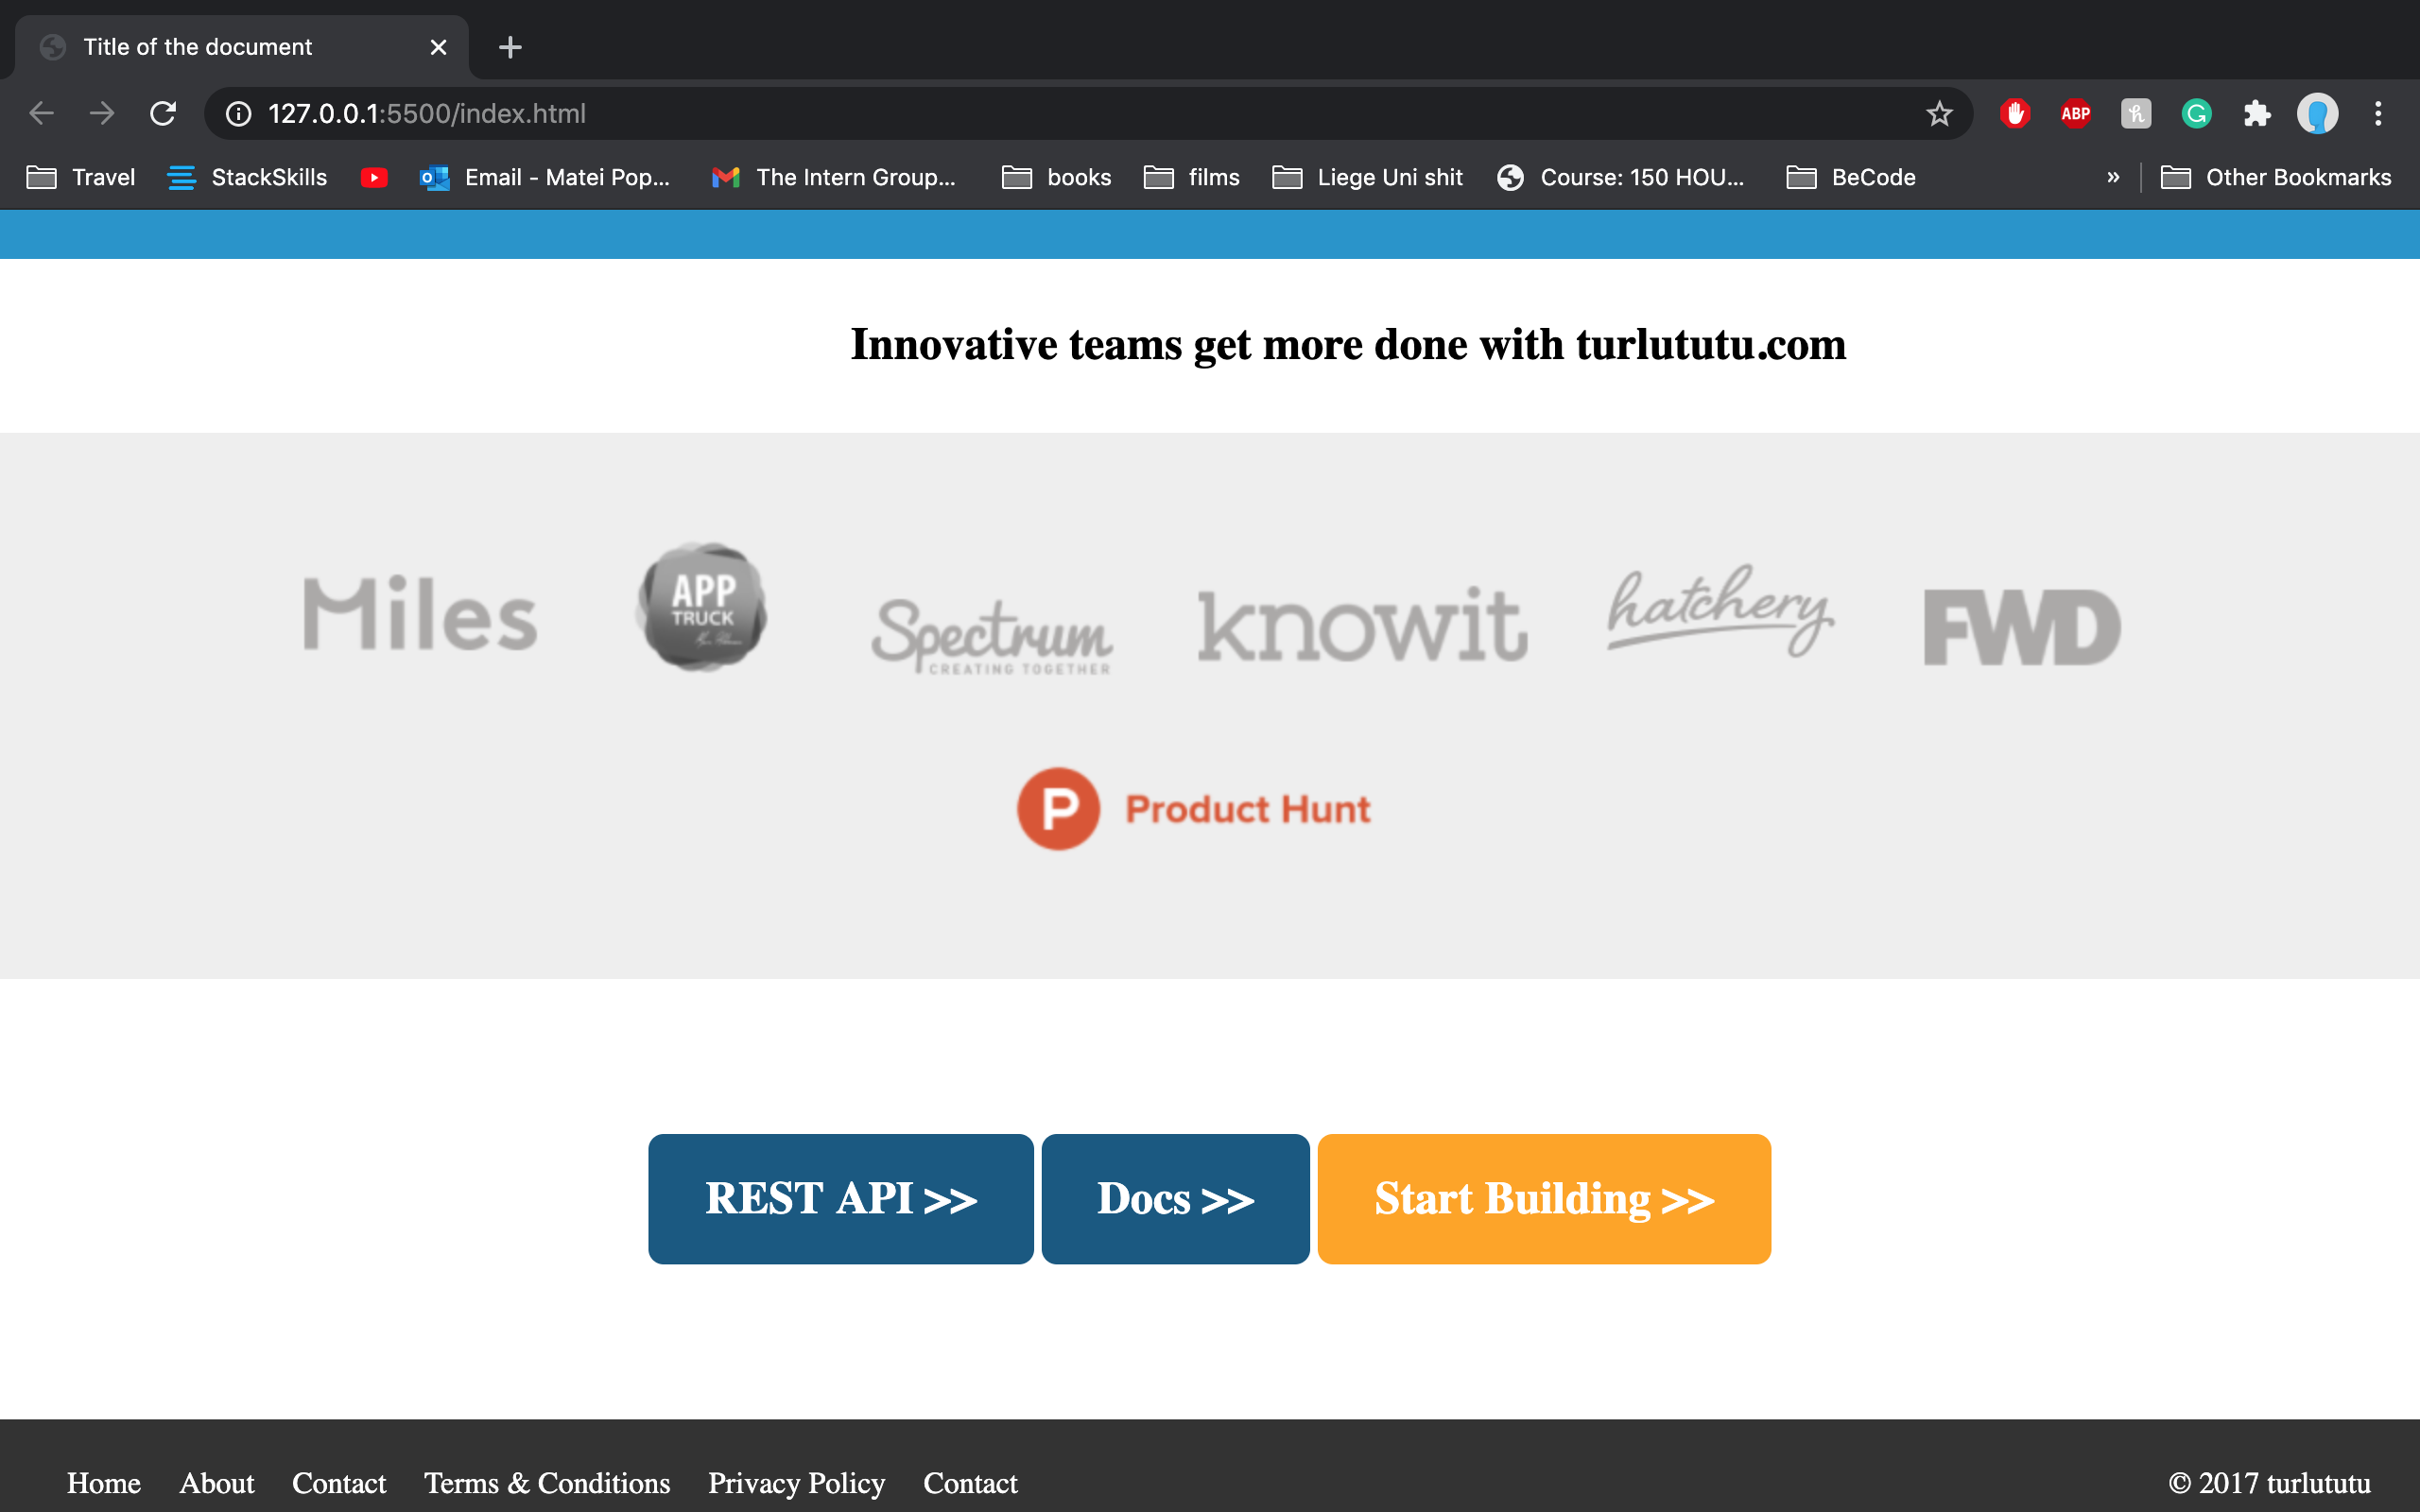 Title of the document
127.0.0.1:5500/index.html
ABP
Travel StackSkills Email - Matei Pop... The Intern Group... books films Liege Uni shit Course: 150 HOU... BeCode » Other Bookmarks
Innovative teams get more done with turlututu.com
Miles
APP
TRUCK
Spectrum
CREATING TOGETHER
knowit
hatchery
FWD
P Product Hunt
REST API >> Docs >> Start Building >>
Home About Contact Terms & Conditions Privacy Policy Contact © 2017 turlututu